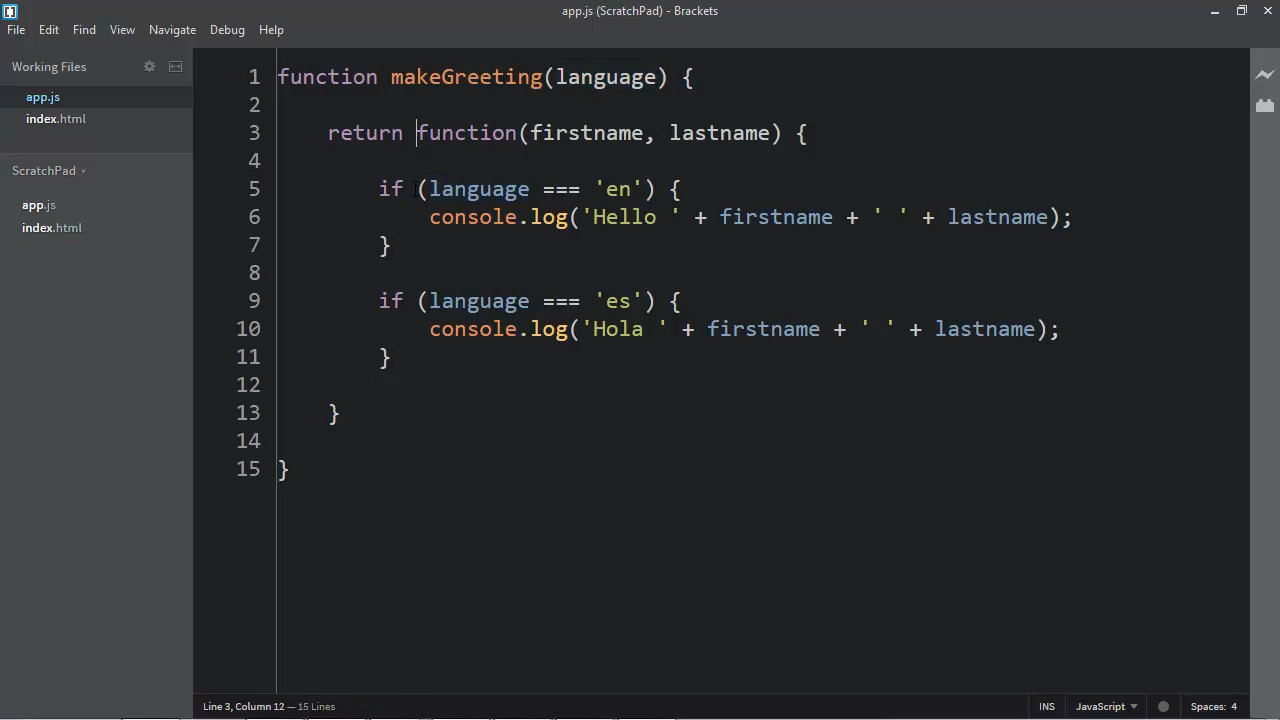 app.js (ScratchPad) - Brackets
File Edit Find View Navigate Debug Help
Working Files
app.js
index.html
ScratchPad
app.js
index.html
1 function makeGreeting(language) {
2
3     return function(firstname, lastname) {
4
5         if (language === 'en') {
6             console.log('Hello ' + firstname + ' ' + lastname);
7         }
8
9         if (language === 'es') {
10             console.log('Hola ' + firstname + ' ' + lastname);
11         }
12
13     }
14
15 }
Line 3, Column 12 — 15 Lines
INS JavaScript Spaces: 4